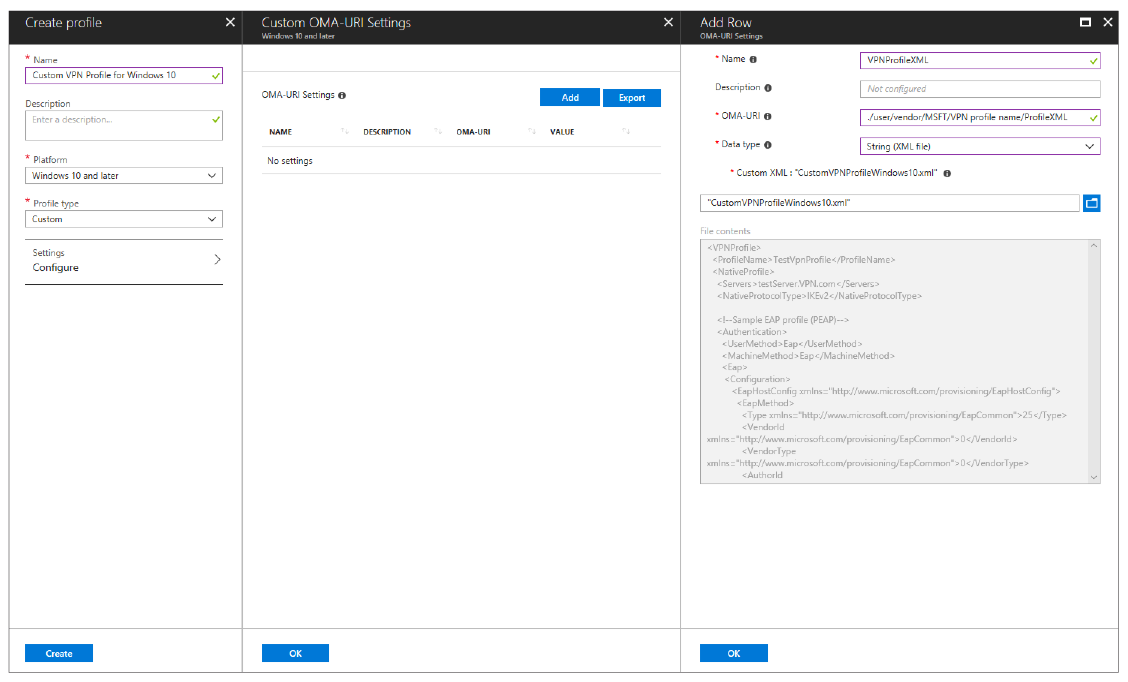 Create profile
* Name
Custom VPN Profile for Windows 10
Description
Enter a description...
* Platform
Windows 10 and later
* Profile type
Custom
Settings
Configure
Create
Custom OMA-URI Settings
Windows 10 and later
OMA-URI Settings
Add
Export
NAME DESCRIPTION OMA-URI VALUE
No settings
OK
Add Row
OMA-URI Settings
* Name VPNProfileXML
Description Not configured
* OMA-URI ./user/vendor/MSFT/VPN profile name/ProfileXML
* Data type String (XML file)
* Custom XML : "CustomVPNProfileWindows10.xml"
"CustomVPNProfileWindows10.xml"
File contents
<VPNProfile>
<ProfileName>TestVpnProfile</ProfileName>
<NativeProfile>
<Servers>testServer.VPN.com</Servers>
<NativeProtocolType>IKEv2</NativeProtocolType>
<!--Sample EAP profile (PEAP)-->
<Authentication>
<UserMethod>Eap</UserMethod>
<MachineMethod>Eap</MachineMethod>
<Eap>
<Configuration>
<EapHostConfig xmlns="http://www.microsoft.com/provisioning/EapHostConfig">
<EapMethod>
<Type xmlns="http://www.microsoft.com/provisioning/EapCommon">25</Type>
<VendorId
xmlns="http://www.microsoft.com/provisioning/EapCommon">0</VendorId>
<VendorType
xmlns="http://www.microsoft.com/provisioning/EapCommon">0</VendorType>
<AuthorId
OK